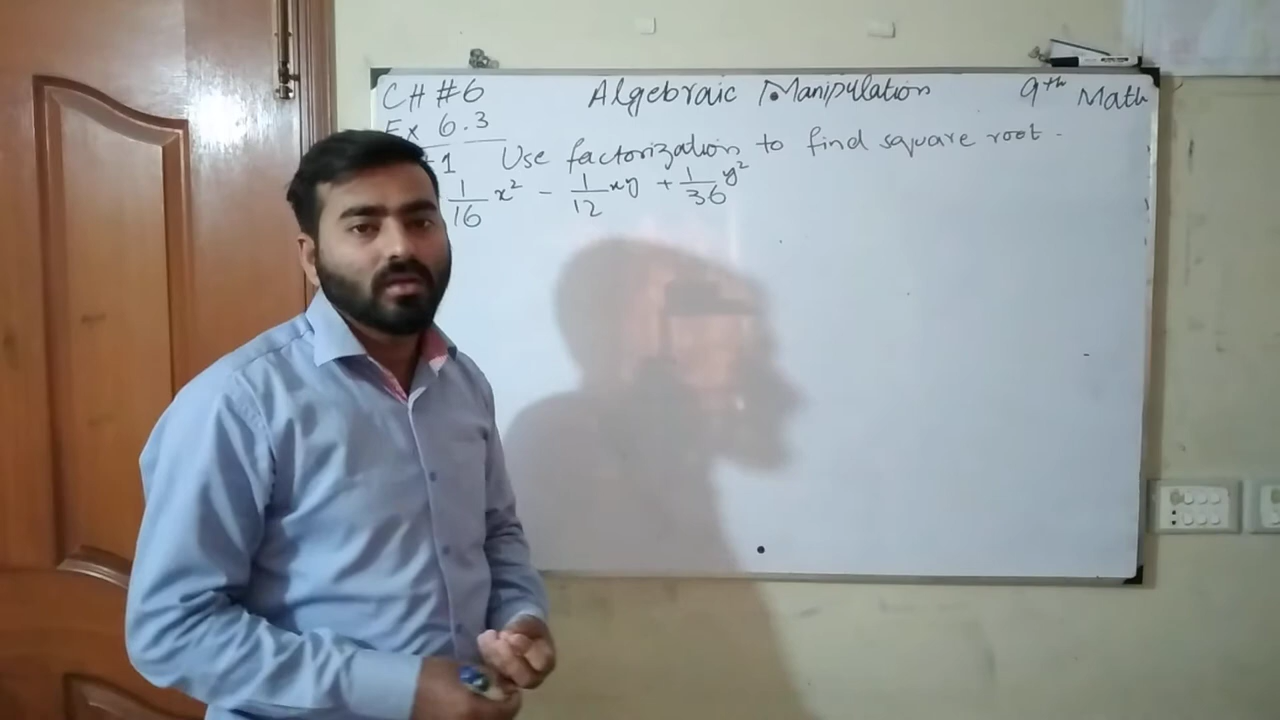 CH #6 Algebraic Manipulation 9th Math
Ex 6.3
1 Use factorization to find square root.
1/16 x² - 1/12 xy + 1/36 y²